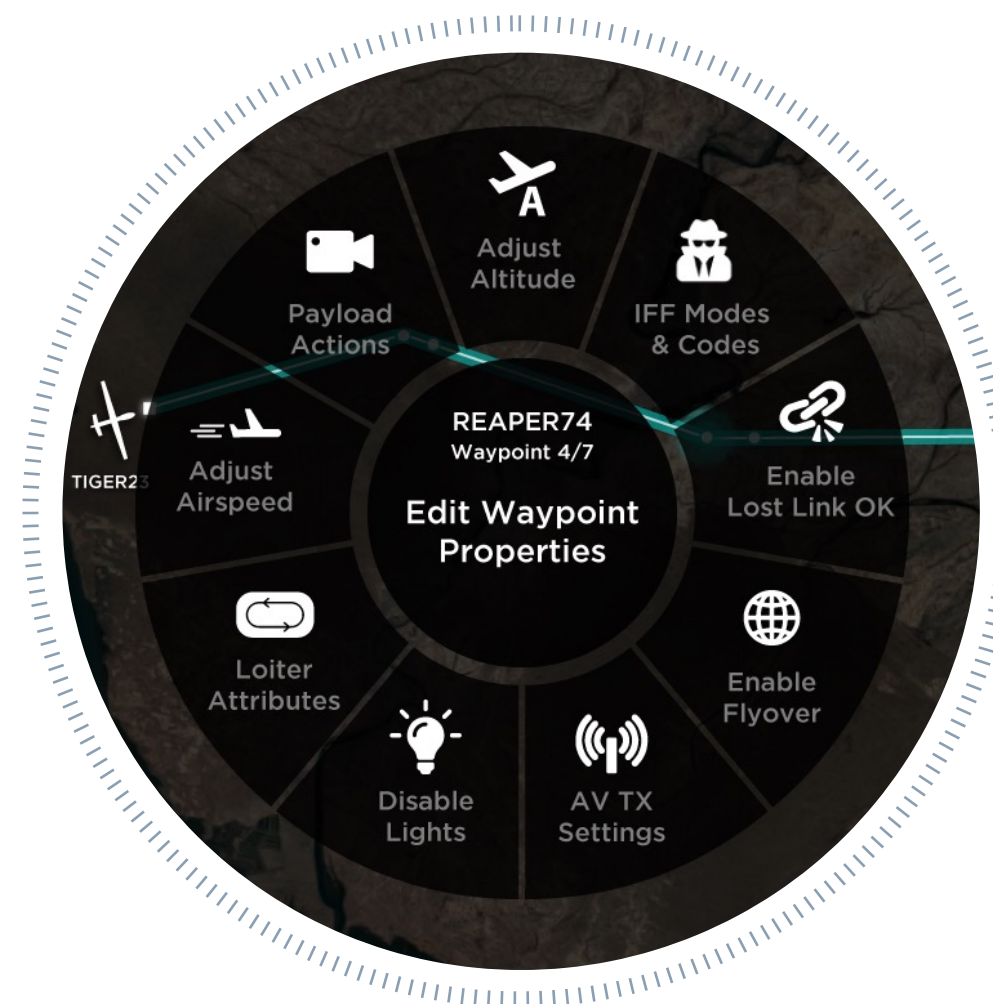 A
Adjust
Altitude
Payload
Actions
IFF Modes
& Codes
REAPER74
Waypoint 4/7
Edit Waypoint
Properties
TIGER23
Adjust
Airspeed
Enable
Lost Link OK
Loiter
Attributes
Enable
Flyover
Disable
Lights
AV TX
Settings